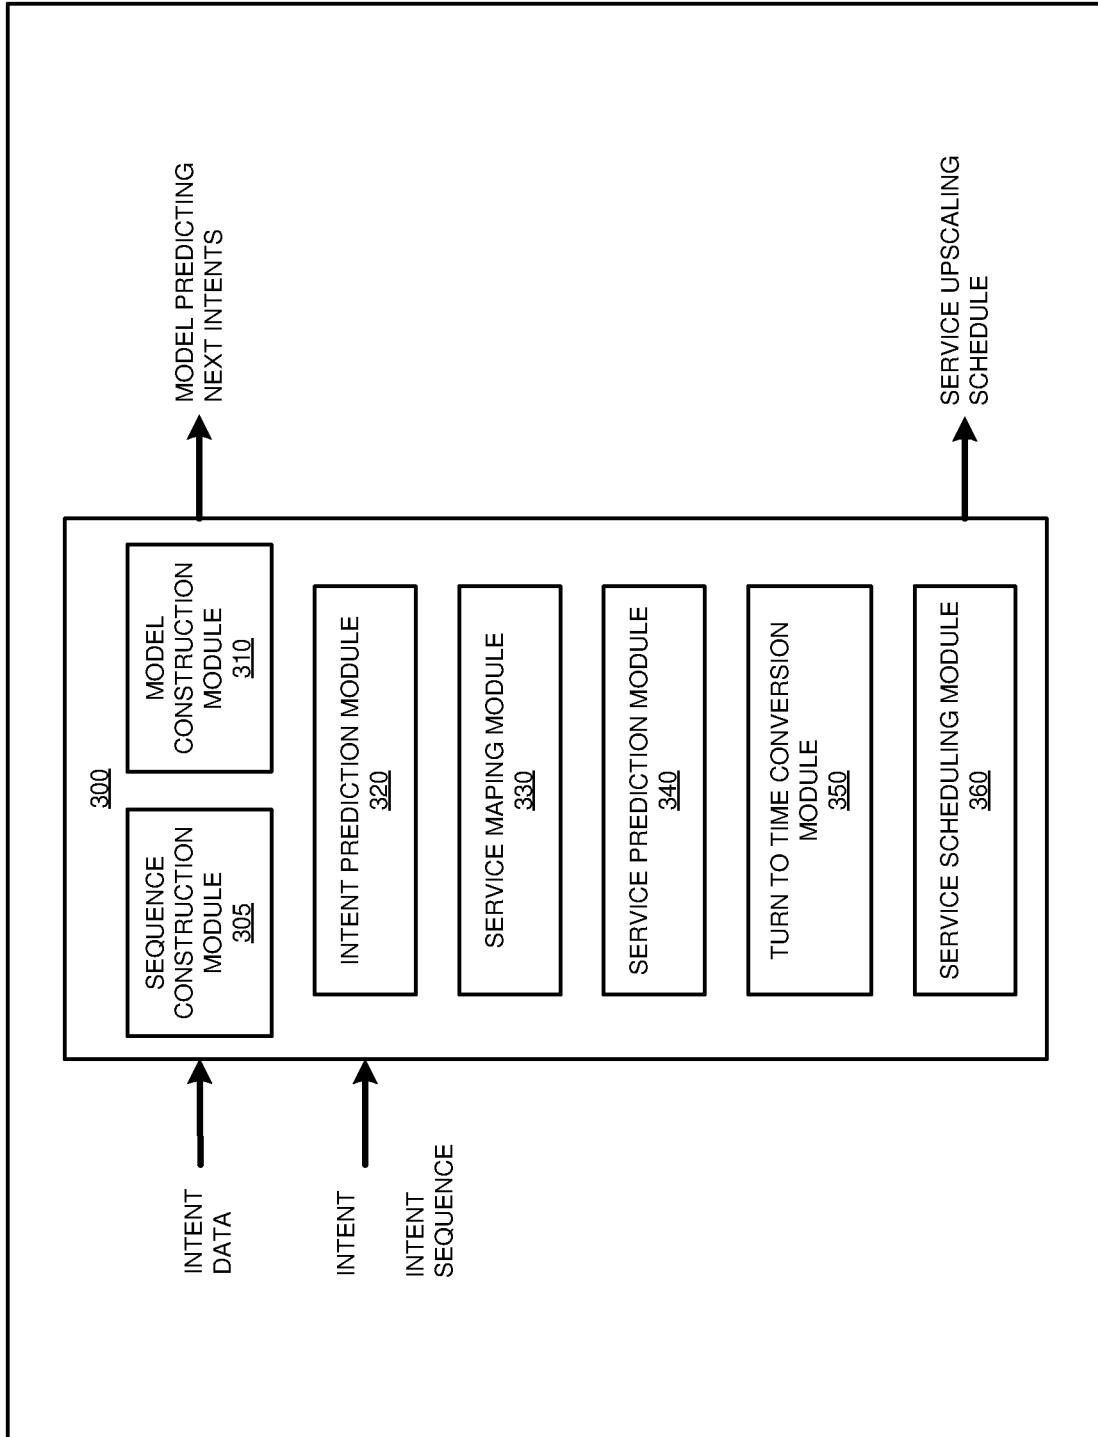 300
INTENT
DATA
SEQUENCE
CONSTRUCTION
MODULE
305
MODEL
CONSTRUCTION
MODULE
310
MODEL PREDICTING
NEXT INTENTS
INTENT
INTENT
SEQUENCE
INTENT PREDICTION MODULE
320
SERVICE MAPING MODULE
330
SERVICE PREDICTION MODULE
340
TURN TO TIME CONVERSION
MODULE
350
SERVICE SCHEDULING MODULE
360
SERVICE UPSCALING
SCHEDULE